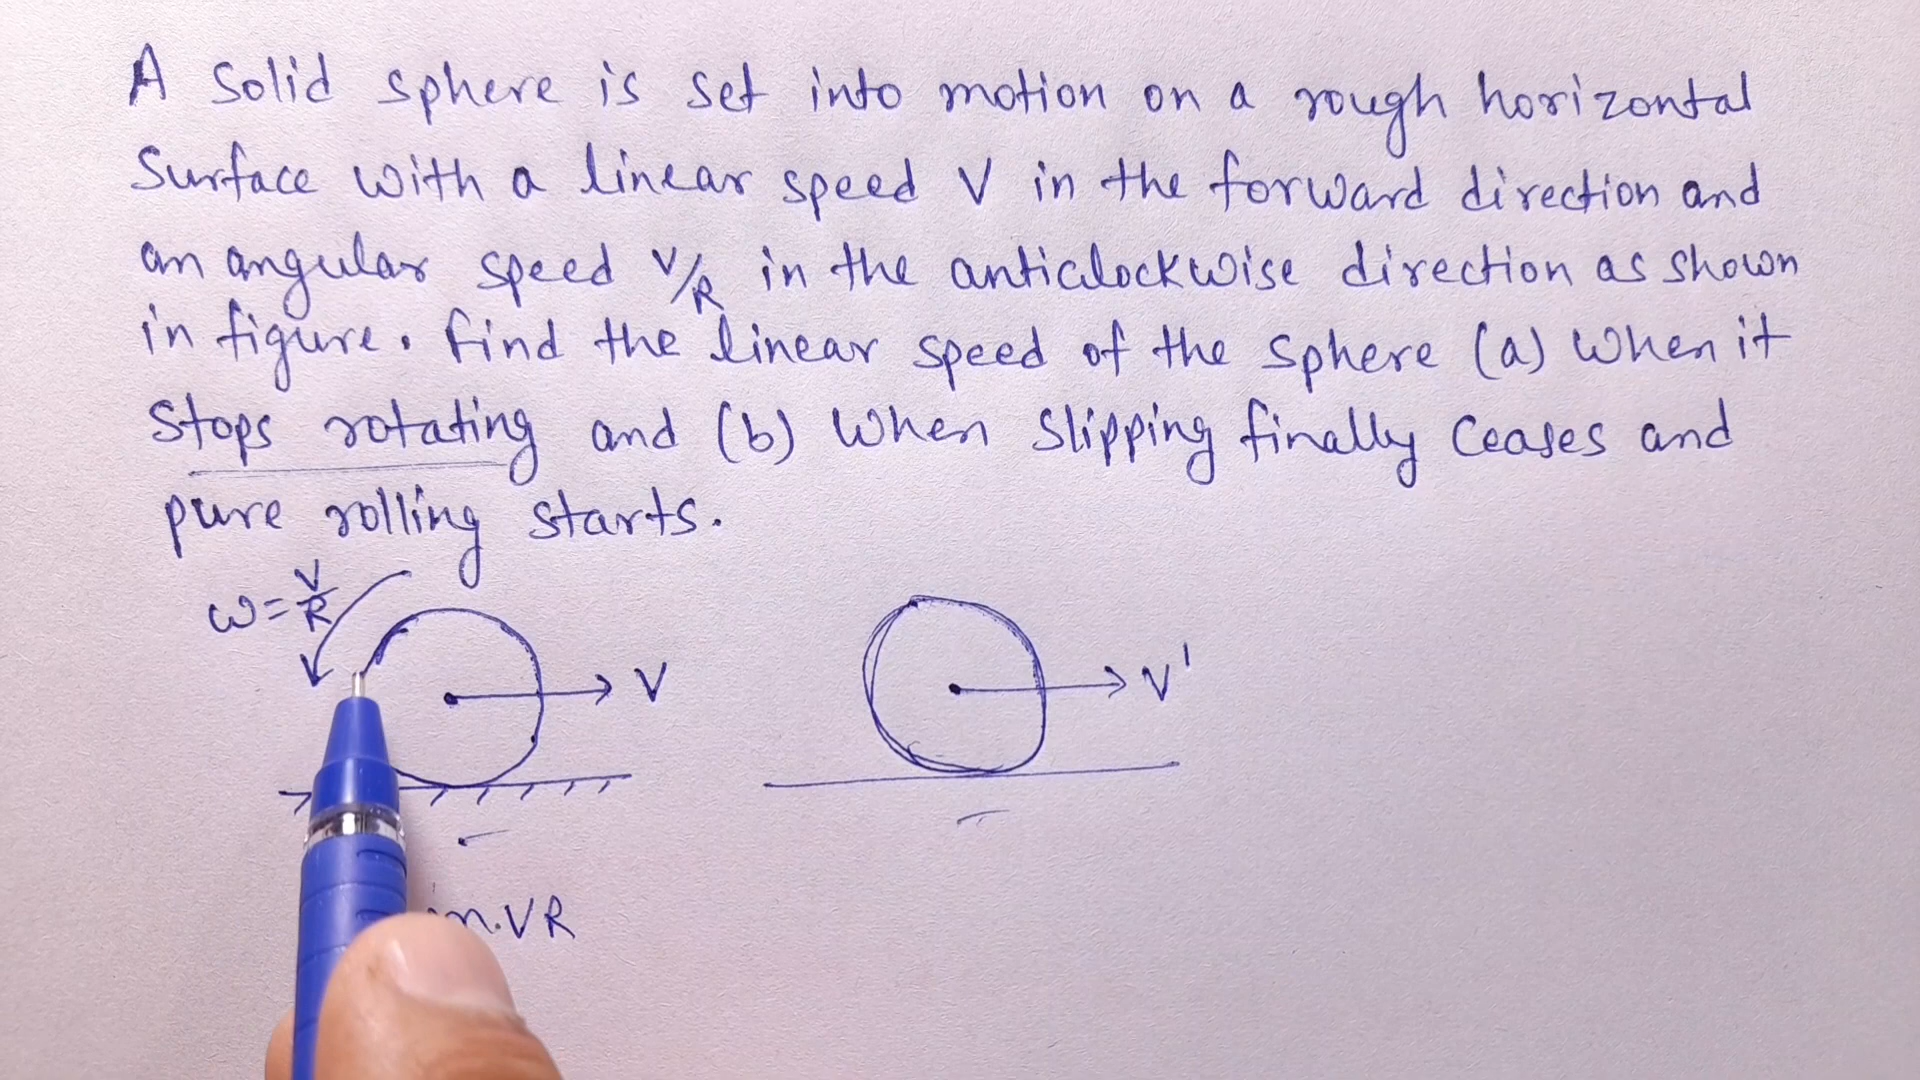 A solid sphere is set into motion on a rough horizontal
Surface with a linear speed V in the forward direction and
an angular speed V/R in the anticlockwise direction as shown
in figure. Find the linear speed of the sphere (a) When it
stops rotating and (b) When slipping finally ceases and
pure rolling starts.
ω=V/R
V
V'
m.VR